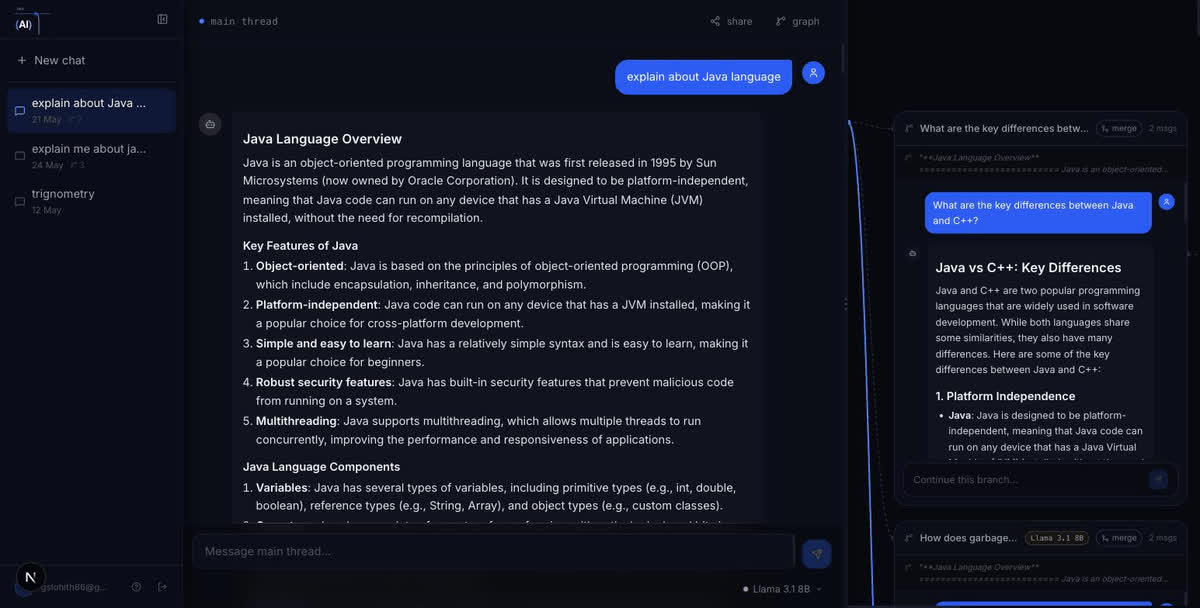 (AI)
New chat
explain about Java ...
21 May 2
explain me about ja...
24 May 3
trignometry
12 May
N
gslohith86@g...
main thread
share
graph
explain about Java language
Java Language Overview
Java is an object-oriented programming language that was first released in 1995 by Sun
Microsystems (now owned by Oracle Corporation). It is designed to be platform-independent,
meaning that Java code can run on any device that has a Java Virtual Machine (JVM)
installed, without the need for recompilation.
Key Features of Java
1. Object-oriented: Java is based on the principles of object-oriented programming (OOP),
which include encapsulation, inheritance, and polymorphism.
2. Platform-independent: Java code can run on any device that has a JVM installed, making it
a popular choice for cross-platform development.
3. Simple and easy to learn: Java has a relatively simple syntax and is easy to learn, making it
a popular choice for beginners.
4. Robust security features: Java has built-in security features that prevent malicious code
from running on a system.
5. Multithreading: Java supports multithreading, which allows multiple threads to run
concurrently, improving the performance and responsiveness of applications.
Java Language Components
1. Variables: Java has several types of variables, including primitive types (e.g., int, double,
boolean), reference types (e.g., String, Array), and object types (e.g., custom classes).
Message main thread...
Llama 3.1 8B
What are the key differences betw... merge 2 msgs
"**Java Language Overview**
========================== Java is an object-oriented...
What are the key differences between Java
and C++?
Java vs C++: Key Differences
Java and C++ are two popular programming
languages that are widely used in software
development. While both languages share
some similarities, they also have many
differences. Here are some of the key
differences between Java and C++:
1. Platform Independence
• Java: Java is designed to be platform-
independent, meaning that Java code can
run on any device that has a Java Virtual
Continue this branch...
How does garbage... Llama 3.1 8B merge 2 msgs
"**Java Language Overview**
========================== Java is an object-oriented...